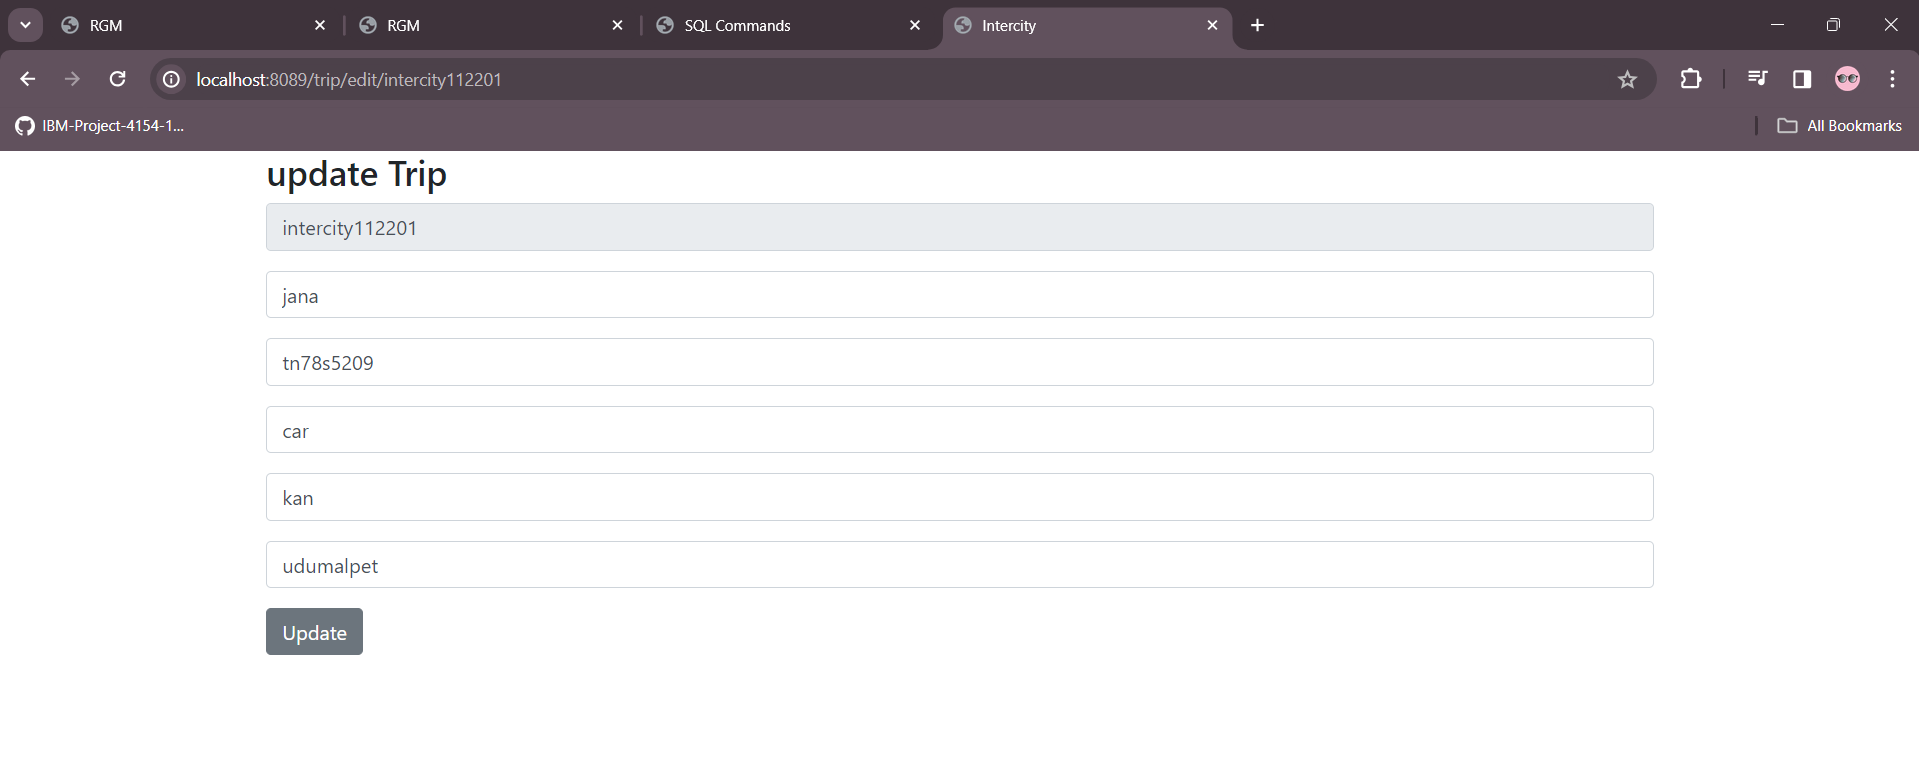 RGM
RGM
SQL Commands
Intercity
localhost:8089/trip/edit/intercity112201
IBM-Project-4154-1...
All Bookmarks
update Trip
intercity112201
jana
tn78s5209
car
kan
udumalpet
Update